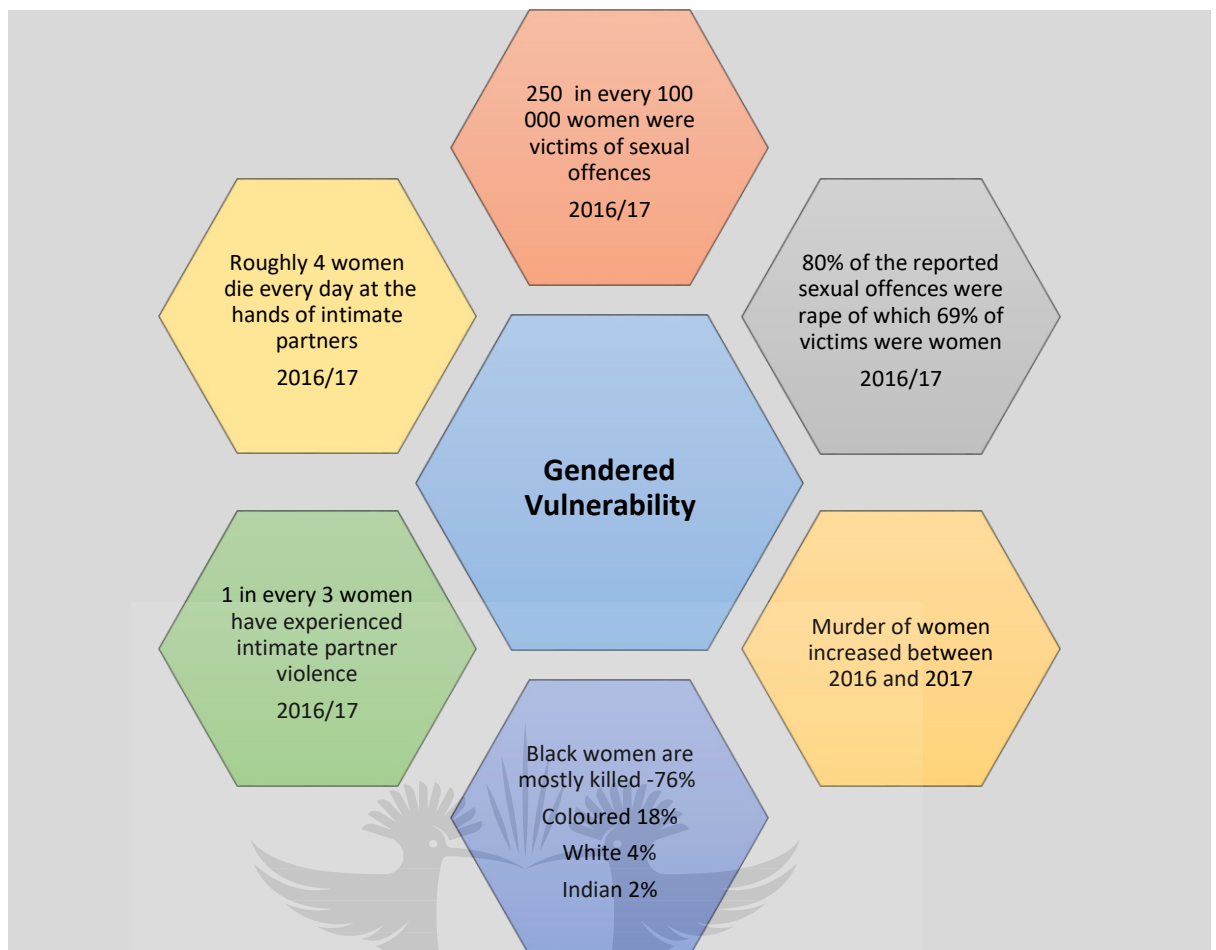 250 in every 100
000 women were
victims of sexual
offences
2016/17
80% of the reported
sexual offences were
rape of which 69% of
victims were women
2016/17
Murder of women
increased between
2016 and 2017
Black women are
mostly killed -76%
Coloured 18%
White 4%
Indian 2%
1 in every 3 women
have experienced
intimate partner
violence
2016/17
Roughly 4 women
die every day at the
hands of intimate
partners
2016/17
Gendered
Vulnerability